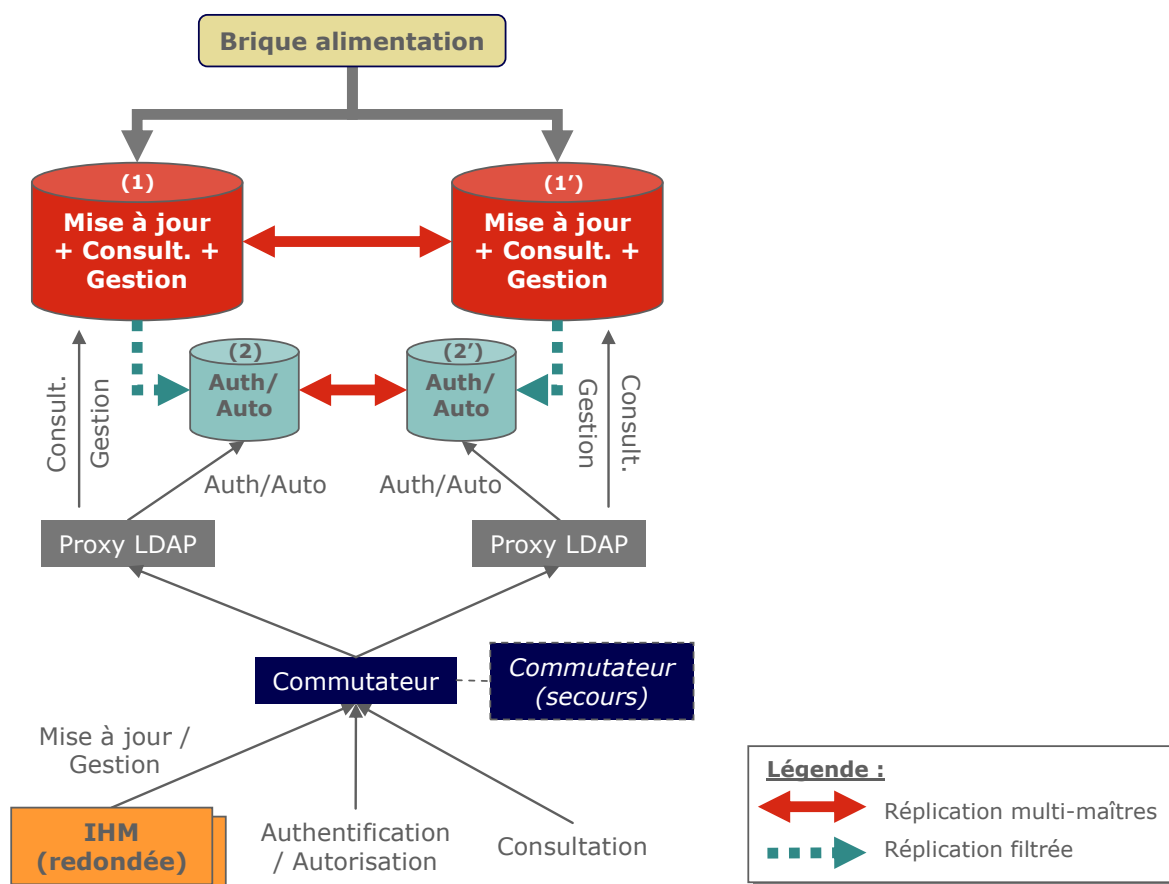 Brique alimentation
(1)
Mise à jour
+ Consult. +
Gestion
(1’)
Mise à jour
+ Consult. +
Gestion
(2)
Auth/
Auto
(2’)
Auth/
Auto
Consult.
Gestion
Gestion
Consult.
Auth/Auto
Auth/Auto
Proxy LDAP
Proxy LDAP
Commutateur
Commutateur
(secours)
Mise à jour /
Gestion
IHM
(redondée)
Authentification
/ Autorisation
Consultation
Légende :
Réplication multi-maîtres
Réplication filtrée